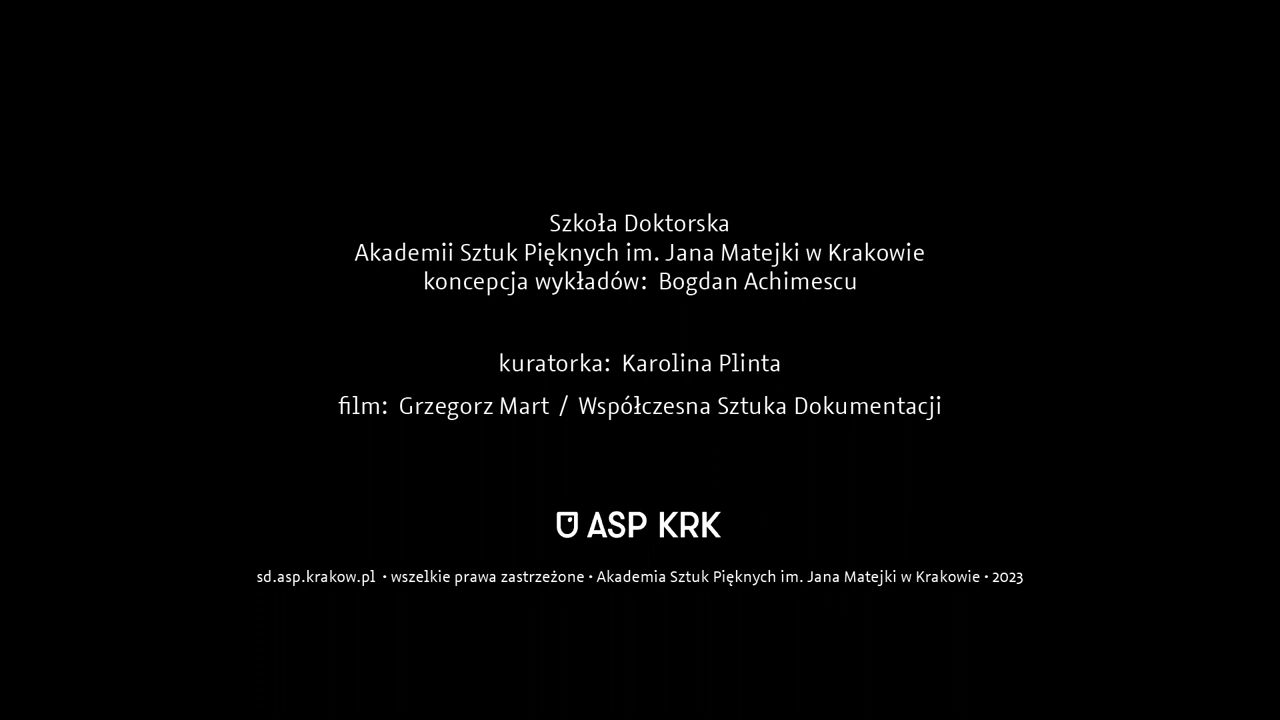 Szkoła Doktorska
Akademii Sztuk Pięknych im. Jana Matejki w Krakowie
koncepcja wykładów: Bogdan Achimescu
kuratorka: Karolina Plinta
film: Grzegorz Mart / Współczesna Sztuka Dokumentacji
ASP KRK
sd.asp.krakow.pl • wszelkie prawa zastrzeżone • Akademia Sztuk Pięknych im. Jana Matejki w Krakowie • 2023